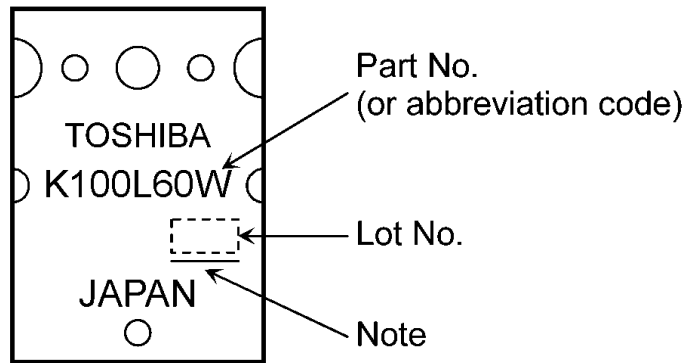 TOSHIBA
K100L60W
JAPAN
Part No.
(or abbreviation code)
Lot No.
Note